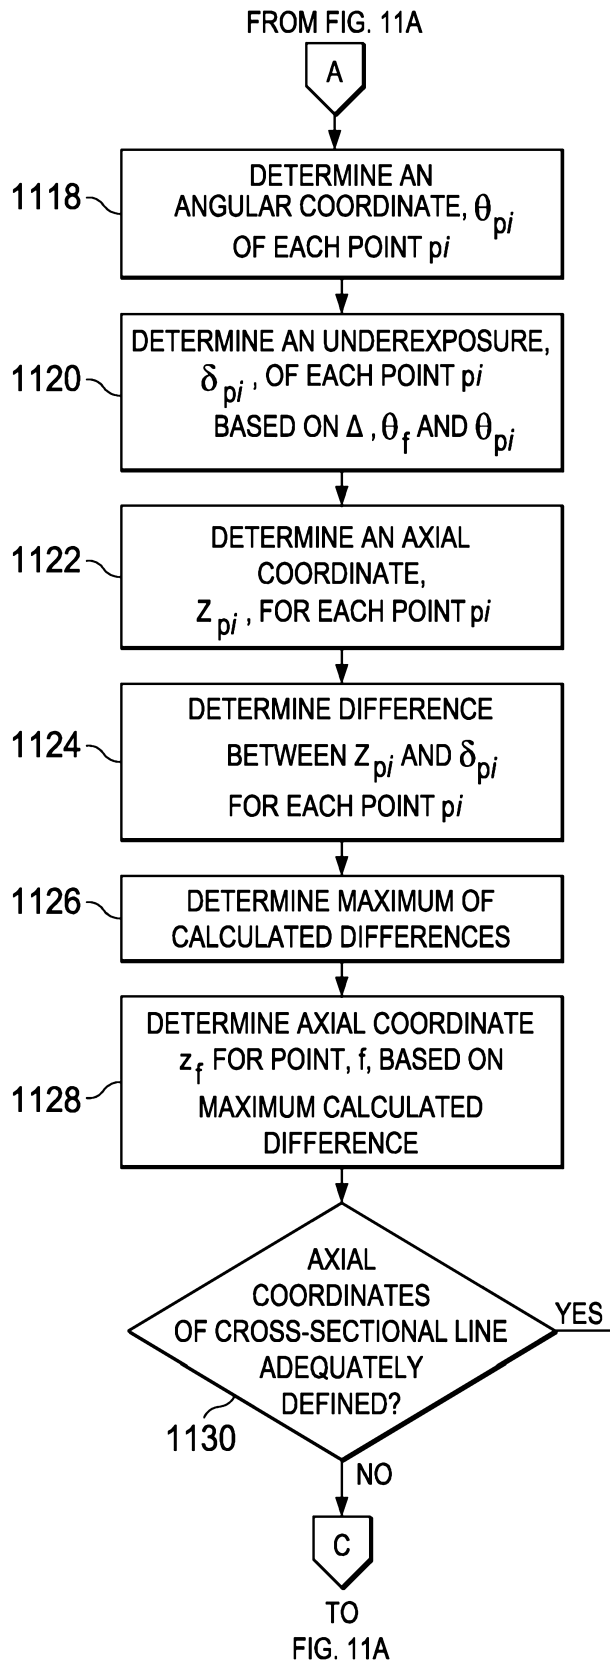 FROM FIG. 11A
A
1118
DETERMINE AN
ANGULAR COORDINATE, θpi
OF EACH POINT pi
1120
DETERMINE AN UNDEREXPOSURE,
δpi, OF EACH POINT pi
BASED ON Δ, θf AND θpi
1122
DETERMINE AN AXIAL
COORDINATE,
Zpi, FOR EACH POINT pi
1124
DETERMINE DIFFERENCE
BETWEEN Zpi AND δpi
FOR EACH POINT pi
1126
DETERMINE MAXIMUM OF
CALCULATED DIFFERENCES
1128
DETERMINE AXIAL COORDINATE
zf FOR POINT, f, BASED ON
MAXIMUM CALCULATED
DIFFERENCE
AXIAL
COORDINATES
OF CROSS-SECTIONAL LINE
ADEQUATELY
DEFINED?
YES
1130
NO
C
TO
FIG. 11A